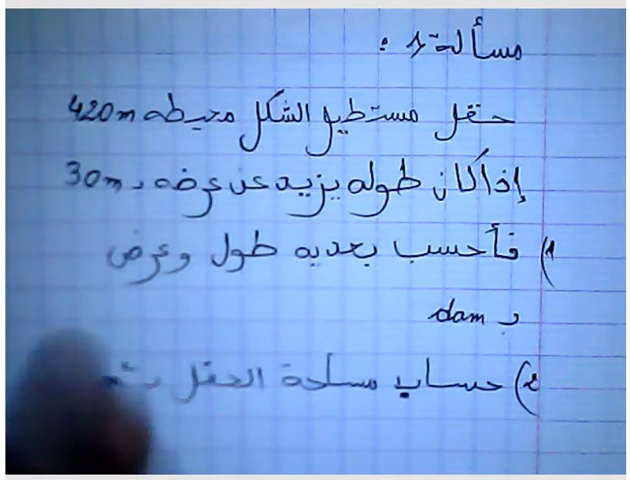 مسألة 1 :
حقل مستطيل الشكل محيطه 420m
إذا كان طوله يزيد عن عرضه بـ 30m
1) فأحسب بعديه طول وعرض
بـ dam
2) حساب مساحة الحقل